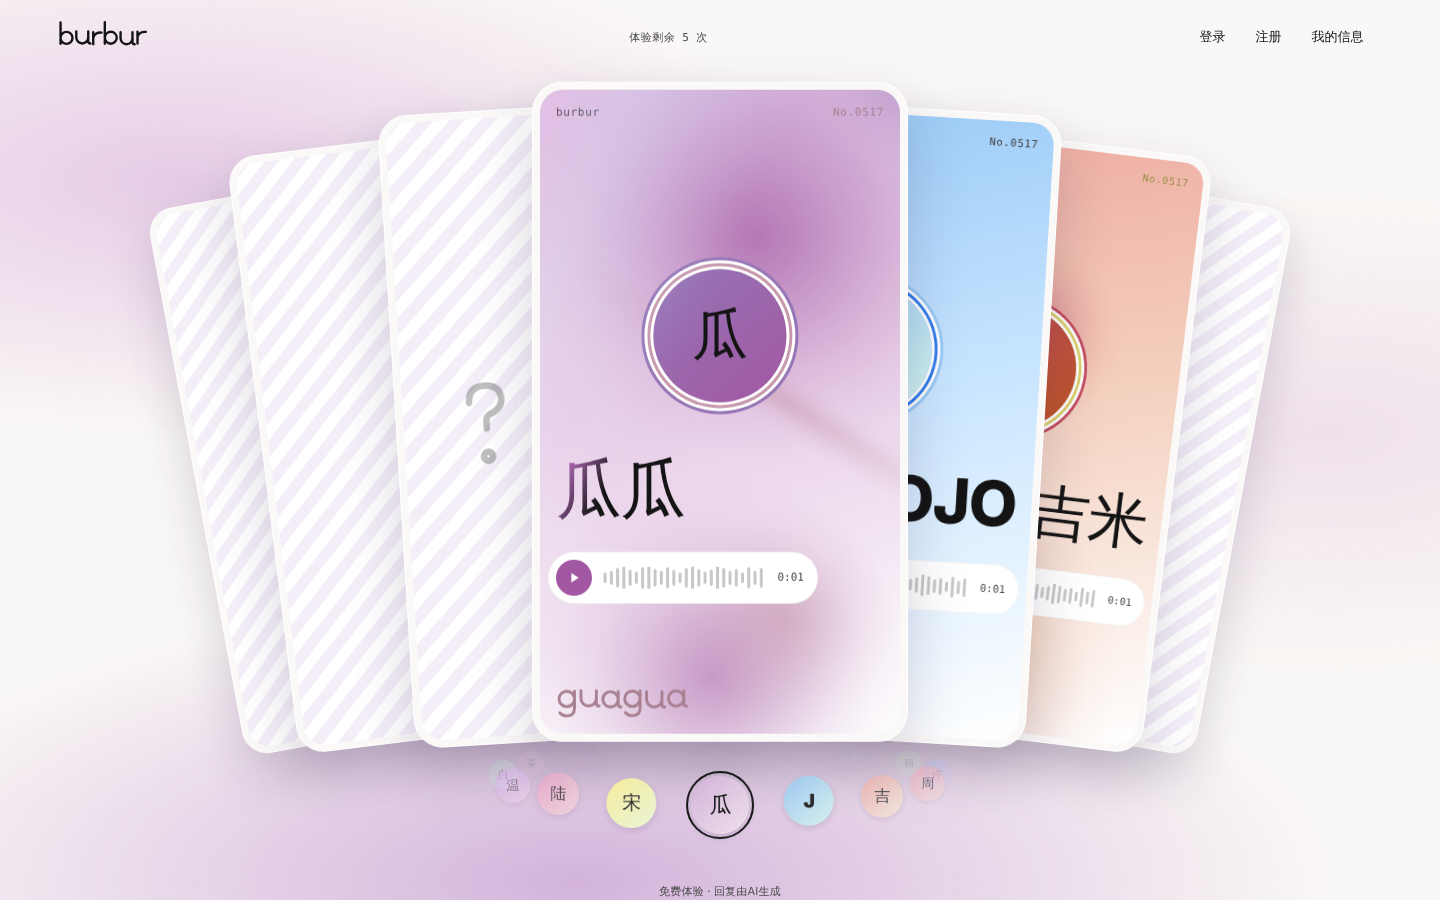 burbur
体验剩余 5 次
登录
注册
我的信息
burbur
No.0517
No.0517
No.0517
瓜
?
瓜瓜
OJO
吉米
0:01
0:01
0:01
guagua
温
陆
宋
瓜
J
吉
周
免费体验 · 回复由AI生成